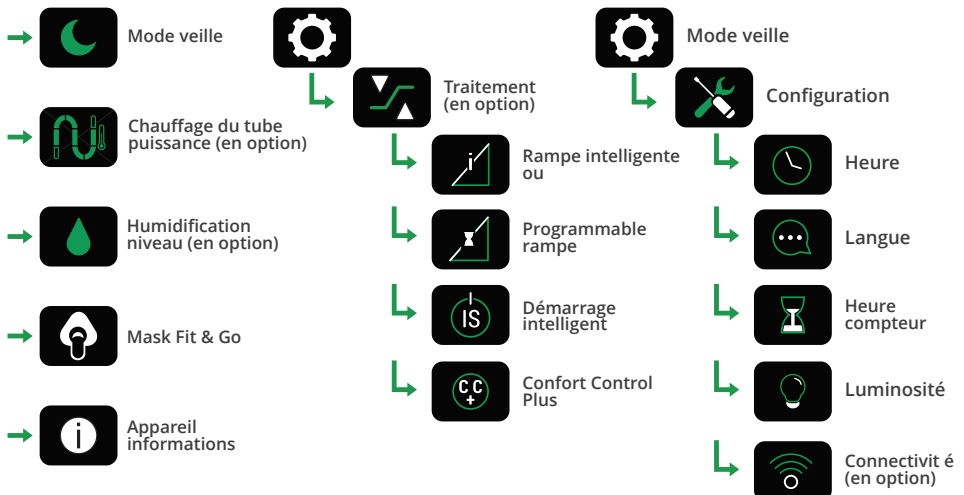 Mode veille
Chauffage du tube
puissance (en option)
Humidification
niveau (en option)
Mask Fit & Go
i
Appareil
informations
Traitement
(en option)
i
Rampe intelligente
ou
Programmable
rampe
IS
Démarrage
intelligent
CC
+
Confort Control
Plus
Mode veille
Configuration
Heure
Langue
Heure
compteur
Luminosité
Connectivit é
(en option)